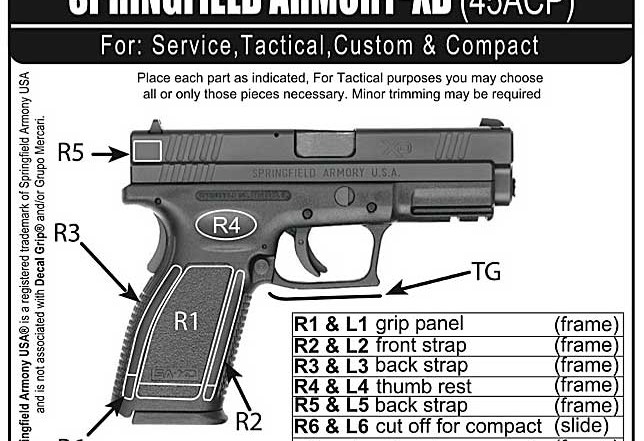 SPRINGFIELD ARMORY-XD (45ACP)
For: Service,Tactical,Custom & Compact
Place each part as indicated, For Tactical purposes you may choose
all or only those pieces necessary. Minor trimming may be required
R5
XD
SPRINGFIELD ARMORY U.S.A.
R4
R3
TG
R1
R2
R1 & L1 grip panel (frame)
R2 & L2 front strap (frame)
R3 & L3 back strap (frame)
R4 & L4 thumb rest (frame)
R5 & L5 back strap (frame)
R6 & L6 cut off for compact (slide)
ringfield Armory USA® is a registered trademark of Springfield Armony USA
and is not associated with Decal Grip® and/or Grupo Mercari.